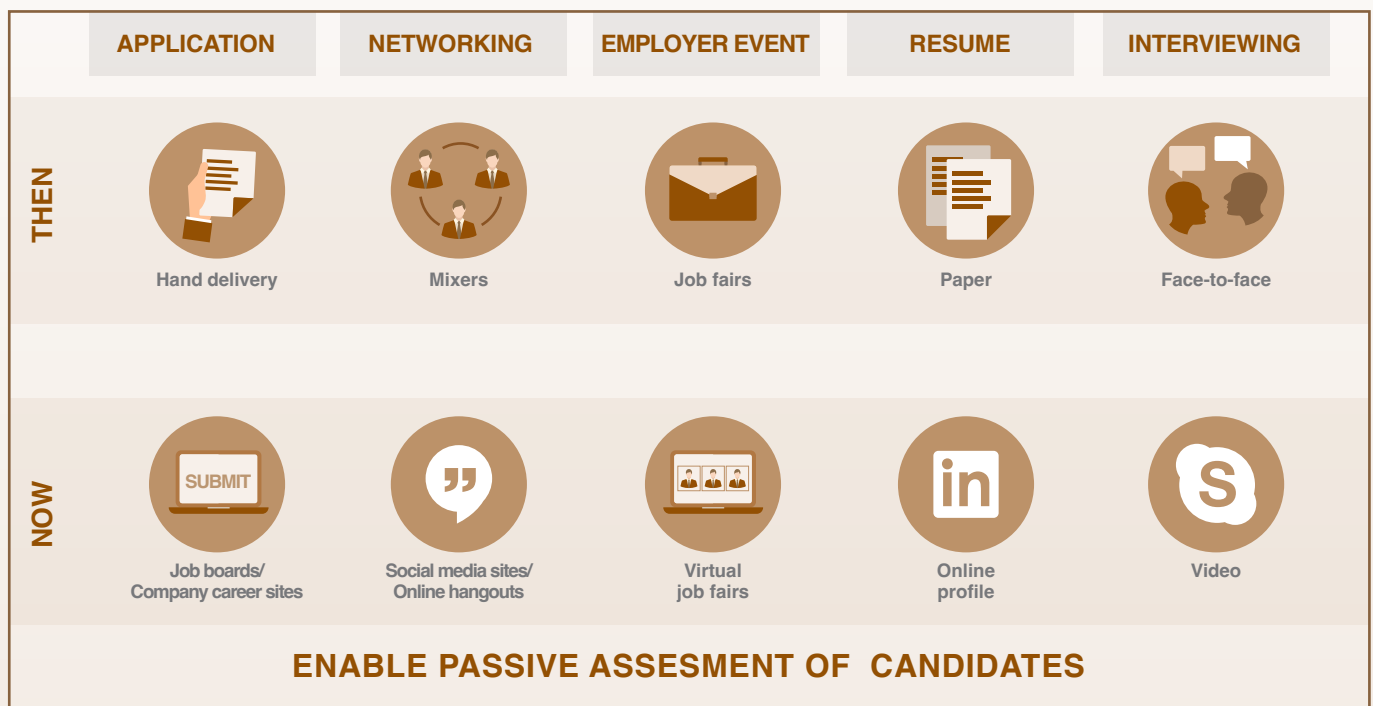 APPLICATION
NETWORKING
EMPLOYER EVENT
RESUME
INTERVIEWING
THEN
Hand delivery
Mixers
Job fairs
Paper
Face-to-face
NOW
SUBMIT
”
in
S
Job boards/
Company career sites
Social media sites/
Online hangouts
Virtual
job fairs
Online
profile
Video
ENABLE PASSIVE ASSESMENT OF CANDIDATES